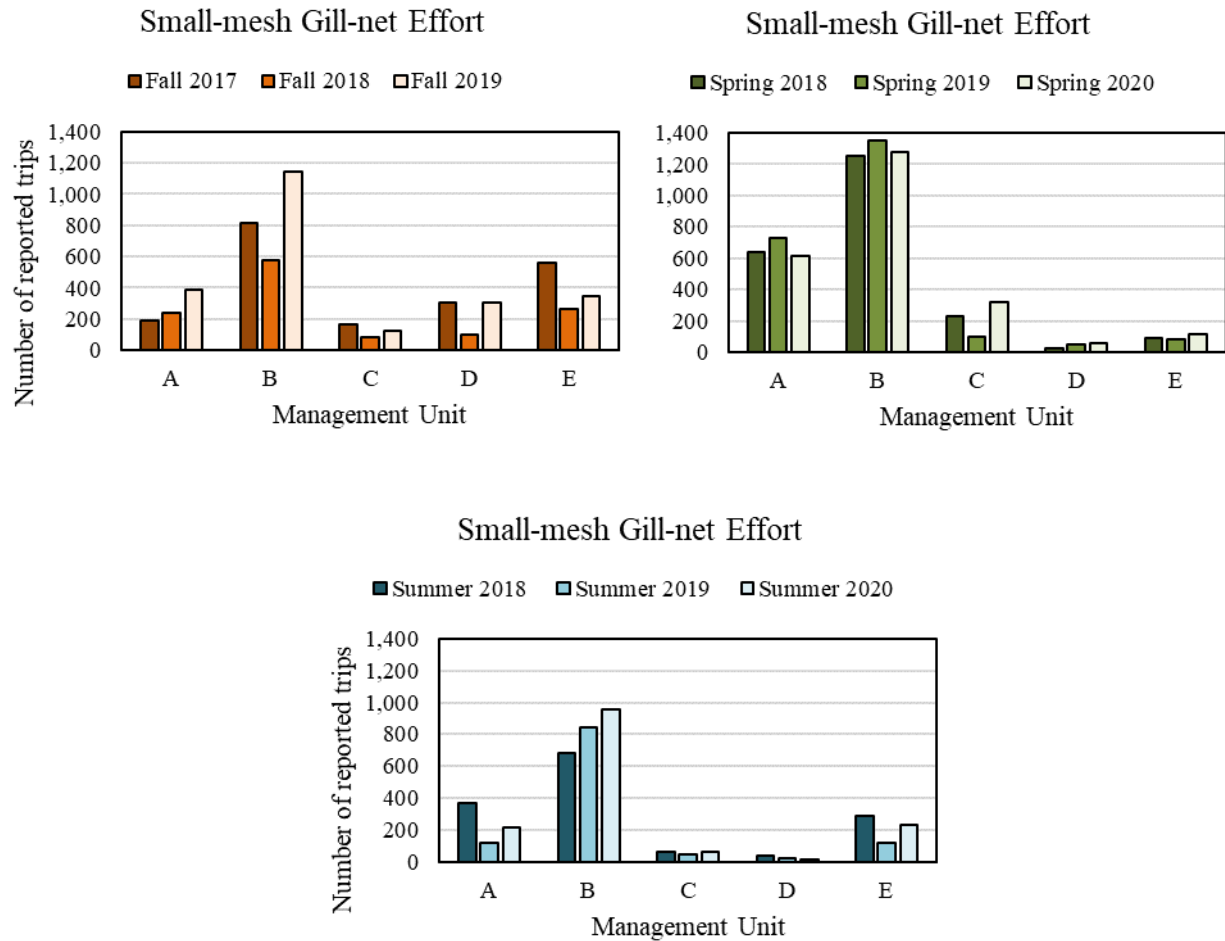 Small-mesh Gill-net Effort
Fall 2017 Fall 2018 Fall 2019
Number of reported trips
1,400
1,200
1,000
800
600
400
200
0
A B C D E
Management Unit
Small-mesh Gill-net Effort
Spring 2018 Spring 2019 Spring 2020
1,400
1,200
1,000
800
600
400
200
0
A B C D E
Management Unit
Small-mesh Gill-net Effort
Summer 2018 Summer 2019 Summer 2020
Number of reported trips
1,400
1,200
1,000
800
600
400
200
0
A B C D E
Management Unit